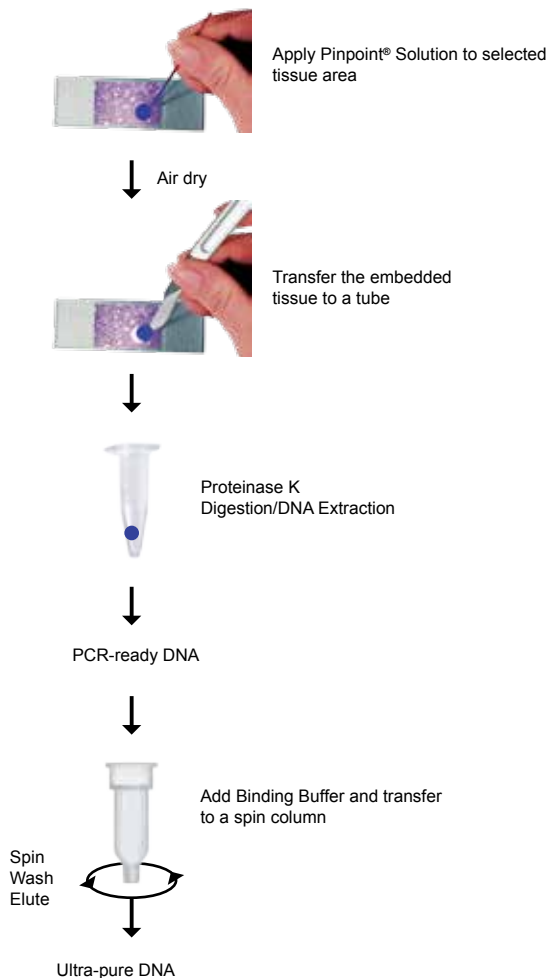 Apply Pinpoint® Solution to selected
tissue area
Air dry
Transfer the embedded
tissue to a tube
Proteinase K
Digestion/DNA Extraction
PCR-ready DNA
Add Binding Buffer and transfer
to a spin column
Spin
Wash
Elute
Ultra-pure DNA